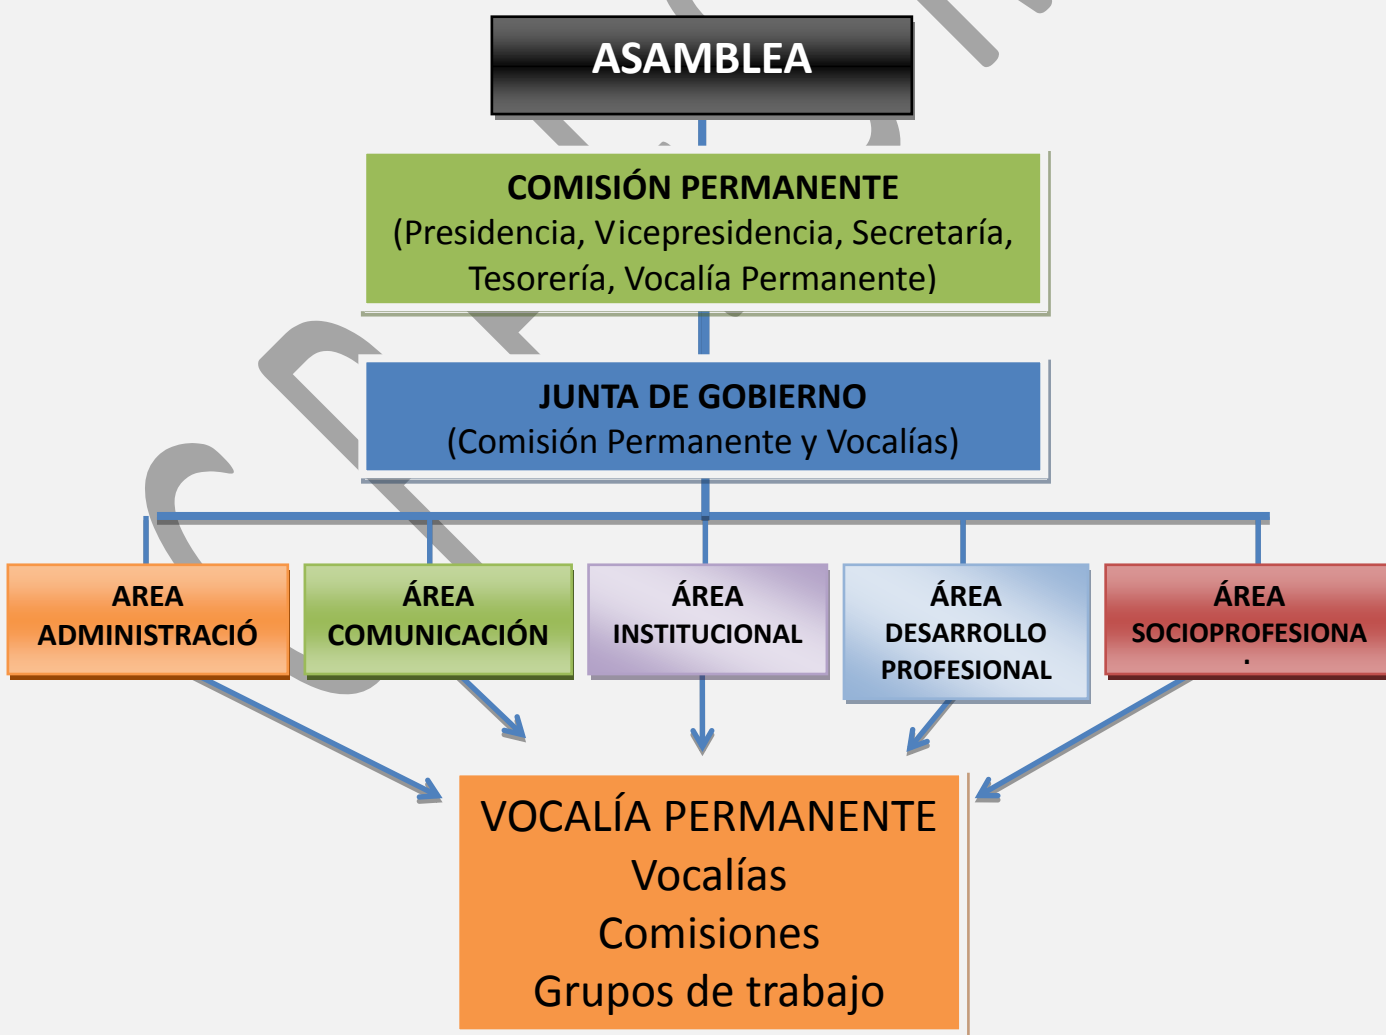 ASAMBLEA
COMISIÓN PERMANENTE
(Presidencia, Vicepresidencia, Secretaría,
Tesorería, Vocalía Permanente)
JUNTA DE GOBIERNO
(Comisión Permanente y Vocalías)
AREA
ADMINISTRACIÓ
ÁREA
COMUNICACIÓN
ÁREA
INSTITUCIONAL
ÁREA
DESARROLLO
PROFESIONAL
ÁREA
SOCIOPROFESIONA
VOCALÍA PERMANENTE
Vocalías
Comisiones
Grupos de trabajo